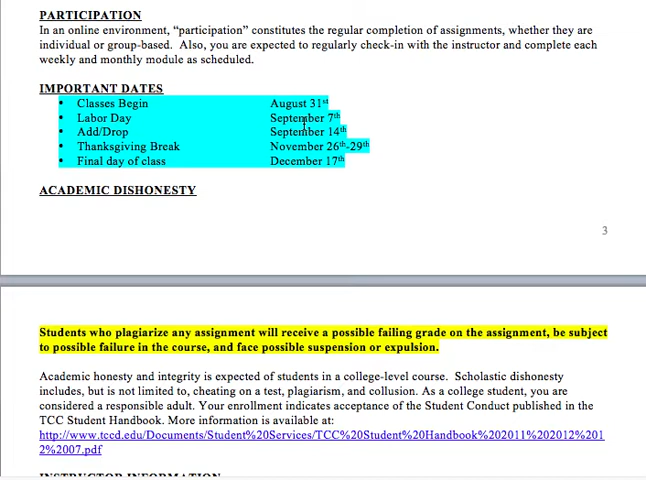 PARTICIPATION
In an online environment, “participation” constitutes the regular completion of assignments, whether they are
individual or group-based.  Also, you are expected to regularly check-in with the instructor and complete each
weekly and monthly module as scheduled.
IMPORTANT DATES
• Classes Begin August 31st
• Labor Day September 7th
• Add/Drop September 14th
• Thanksgiving Break November 26th-29th
• Final day of class December 17th
ACADEMIC DISHONESTY
3
Students who plagiarize any assignment will receive a possible failing grade on the assignment, be subject
to possible failure in the course, and face possible suspension or expulsion.
Academic honesty and integrity is expected of students in a college-level course.  Scholastic dishonesty
includes, but is not limited to, cheating on a test, plagiarism, and collusion. As a college student, you are
considered a responsible adult. Your enrollment indicates acceptance of the Student Conduct published in the
TCC Student Handbook. More information is available at:
http://www.tccd.edu/Documents/Student%20Services/TCC%20Student%20Handbook%202011%202012%201
2%2007.pdf
INSTRUCTOR INFORMATION